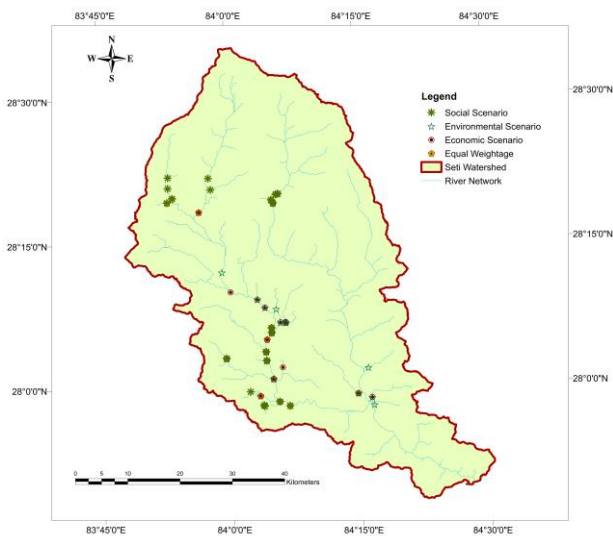 83°45'0"E 84°0'0"E 84°15'0"E 84°30'0"E
N
W E
S
28°30'0"N 28°30'0"N
Legend
Social Scenario
Environmental Scenario
Economic Scenario
Equal Weightage
Seti Watershed
River Network
28°15'0"N 28°15'0"N
28°0'0"N 28°0'0"N
0 5 10 20 30 40
Kilometers
83°45'0"E 84°0'0"E 84°15'0"E 84°30'0"E